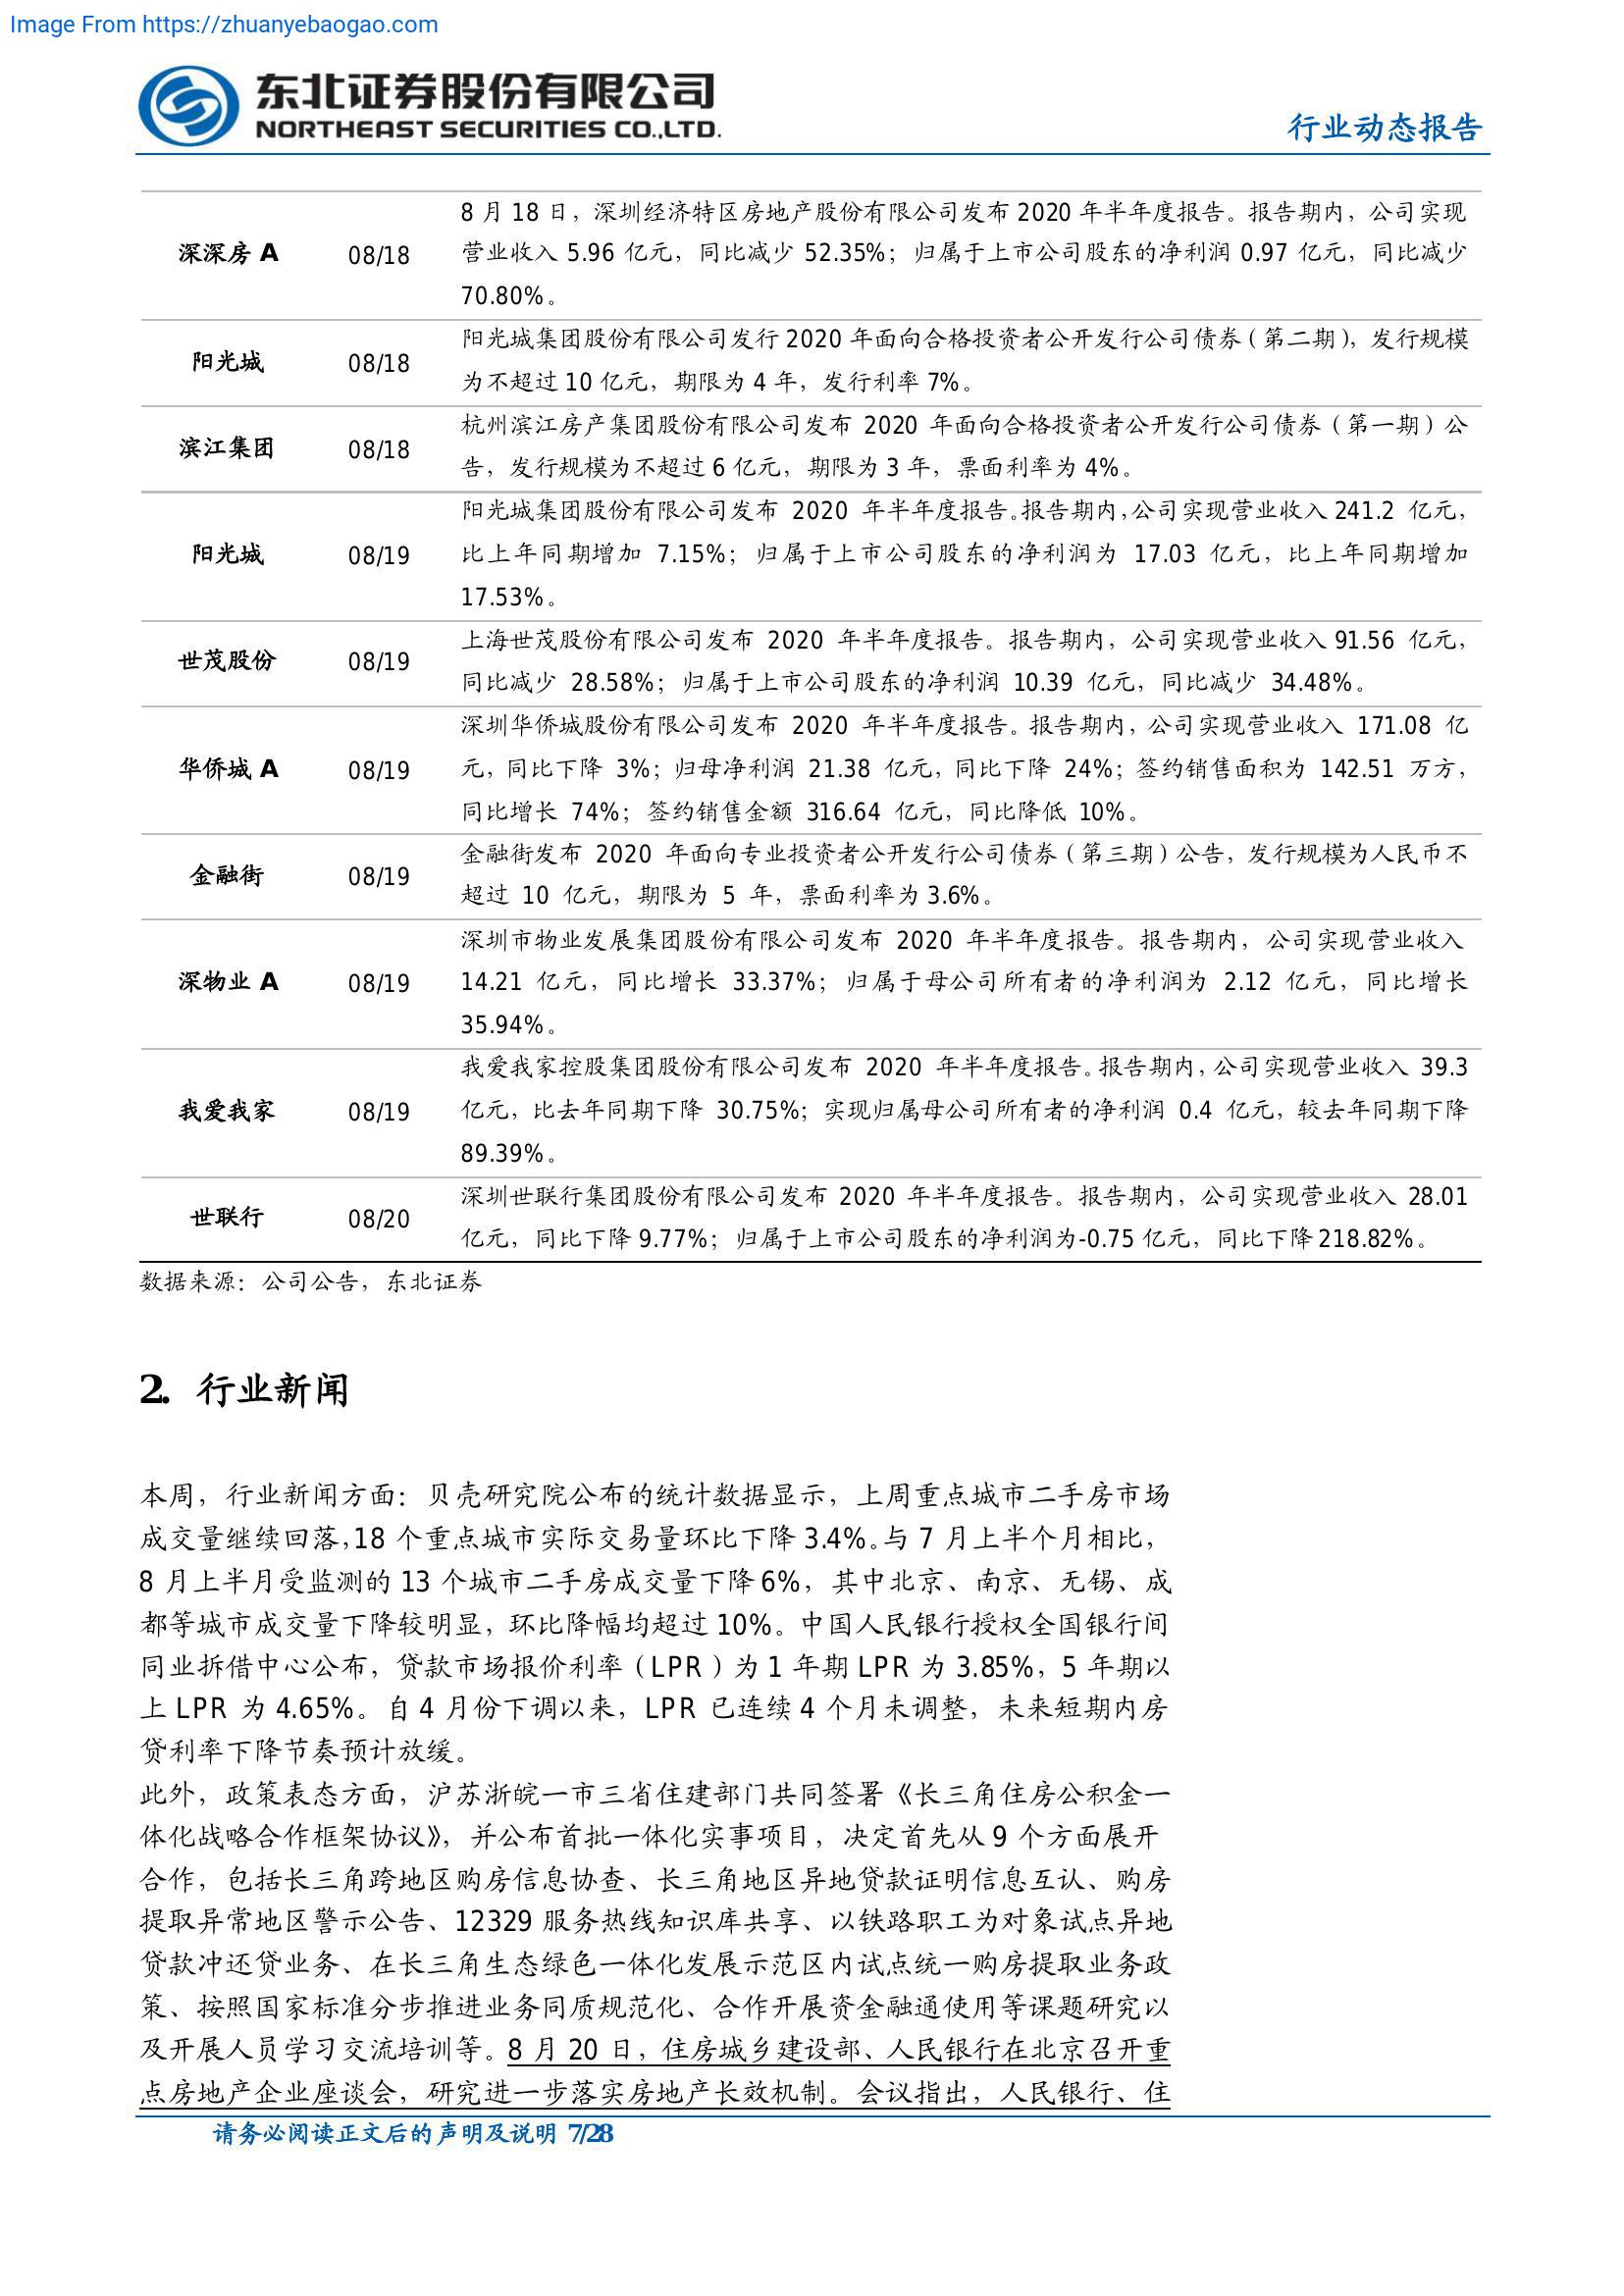 Image From https://zhuanyebaogao.com
东北证券股份有限公司
NORTHEAST SECURITIES CO.,LTD.
行业动态报告
8 月 18 日，深圳经济特区房地产股份有限公司发布 2020 年半年度报告。报告期内，公司实现
深深房 A 08/18 营业收入 5.96 亿元，同比减少 52.35%；归属于上市公司股东的净利润 0.97 亿元，同比减少
70.80%。
阳光城集团股份有限公司发行 2020 年面向合格投资者公开发行公司债券（第二期），发行规模
阳光城 08/18
为不超过 10 亿元，期限为 4 年，发行利率 7%。
杭州滨江房产集团股份有限公司发布 2020 年面向合格投资者公开发行公司债券（第一期）公
滨江集团 08/18
告，发行规模为不超过 6 亿元，期限为 3 年，票面利率为 4%。
阳光城集团股份有限公司发布 2020 年半年度报告。报告期内，公司实现营业收入 241.2 亿元，
阳光城 08/19 比上年同期增加 7.15%；归属于上市公司股东的净利润为 17.03 亿元，比上年同期增加
17.53%。
上海世茂股份有限公司发布 2020 年半年度报告。报告期内，公司实现营业收入 91.56 亿元，
世茂股份 08/19
同比减少 28.58%；归属于上市公司股东的净利润 10.39 亿元，同比减少 34.48%。
深圳华侨城股份有限公司发布 2020 年半年度报告。报告期内，公司实现营业收入 171.08 亿
华侨城 A 08/19 元，同比下降 3%；归母净利润 21.38 亿元，同比下降 24%；签约销售面积为 142.51 万方，
同比增长 74%；签约销售金额 316.64 亿元，同比降低 10%。
金融街发布 2020 年面向专业投资者公开发行公司债券（第三期）公告，发行规模为人民币不
金融街 08/19
超过 10 亿元，期限为 5 年，票面利率为 3.6%。
深圳市物业发展集团股份有限公司发布 2020 年半年度报告。报告期内，公司实现营业收入
深物业 A 08/19 14.21 亿元，同比增长 33.37%；归属于母公司所有者的净利润为 2.12 亿元，同比增长
35.94%。
我爱我家控股集团股份有限公司发布 2020 年半年度报告。报告期内，公司实现营业收入 39.3
我爱我家 08/19 亿元，比去年同期下降 30.75%；实现归属母公司所有者的净利润 0.4 亿元，较去年同期下降
89.39%。
深圳世联行集团股份有限公司发布 2020 年半年度报告。报告期内，公司实现营业收入 28.01
世联行 08/20
亿元，同比下降 9.77%；归属于上市公司股东的净利润为-0.75 亿元，同比下降 218.82%。
数据来源：公司公告，东北证券
2. 行业新闻
本周，行业新闻方面：贝壳研究院公布的统计数据显示，上周重点城市二手房市场
成交量继续回落，18 个重点城市实际交易量环比下降 3.4%。与 7 月上半个月相比，
8 月上半月受监测的 13 个城市二手房成交量下降 6%，其中北京、南京、无锡、成
都等城市成交量下降较明显，环比降幅均超过 10%。中国人民银行授权全国银行间
同业拆借中心公布，贷款市场报价利率（LPR）为 1 年期 LPR 为 3.85%，5 年期以
上 LPR 为 4.65%。自 4 月份下调以来，LPR 已连续 4 个月未调整，未来短期内房
贷利率下降节奏预计放缓。
此外，政策表态方面，沪苏浙皖一市三省住建部门共同签署《长三角住房公积金一
体化战略合作框架协议》，并公布首批一体化实事项目，决定首先从 9 个方面展开
合作，包括长三角跨地区购房信息协查、长三角地区异地贷款证明信息互认、购房
提取异常地区警示公告、12329 服务热线知识库共享、以铁路职工为对象试点异地
贷款冲还贷业务、在长三角生态绿色一体化发展示范区内试点统一购房提取业务政
策、按照国家标准分步推进业务同质规范化、合作开展资金融通使用等课题研究以
及开展人员学习交流培训等。8 月 20 日，住房城乡建设部、人民银行在北京召开重
点房地产企业座谈会，研究进一步落实房地产长效机制。会议指出，人民银行、住
请务必阅读正文后的声明及说明 7/28